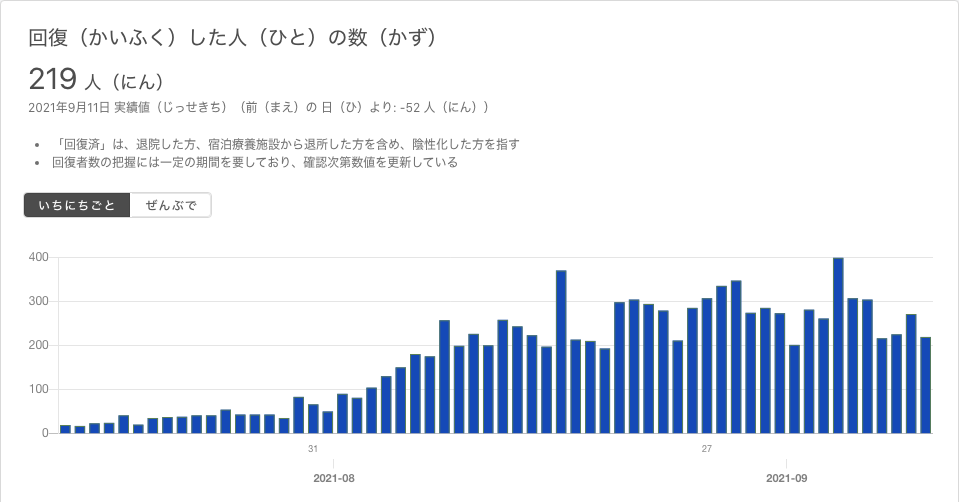 回復（かいふく）した人（ひと）の数（かず）
219 人（にん）
2021年9月11日 実績値（じっせきち）（前（まえ）の 日（ひ）より: -52 人（にん））
• 「回復済」は、退院した方、宿泊療養施設から退所した方を含め、陰性化した方を指す
• 回復者数の把握には一定の期間を要しており、確認次第数値を更新している
いちにちごと ぜんぶで
400
300
200
100
0
31 27
2021-08 2021-09